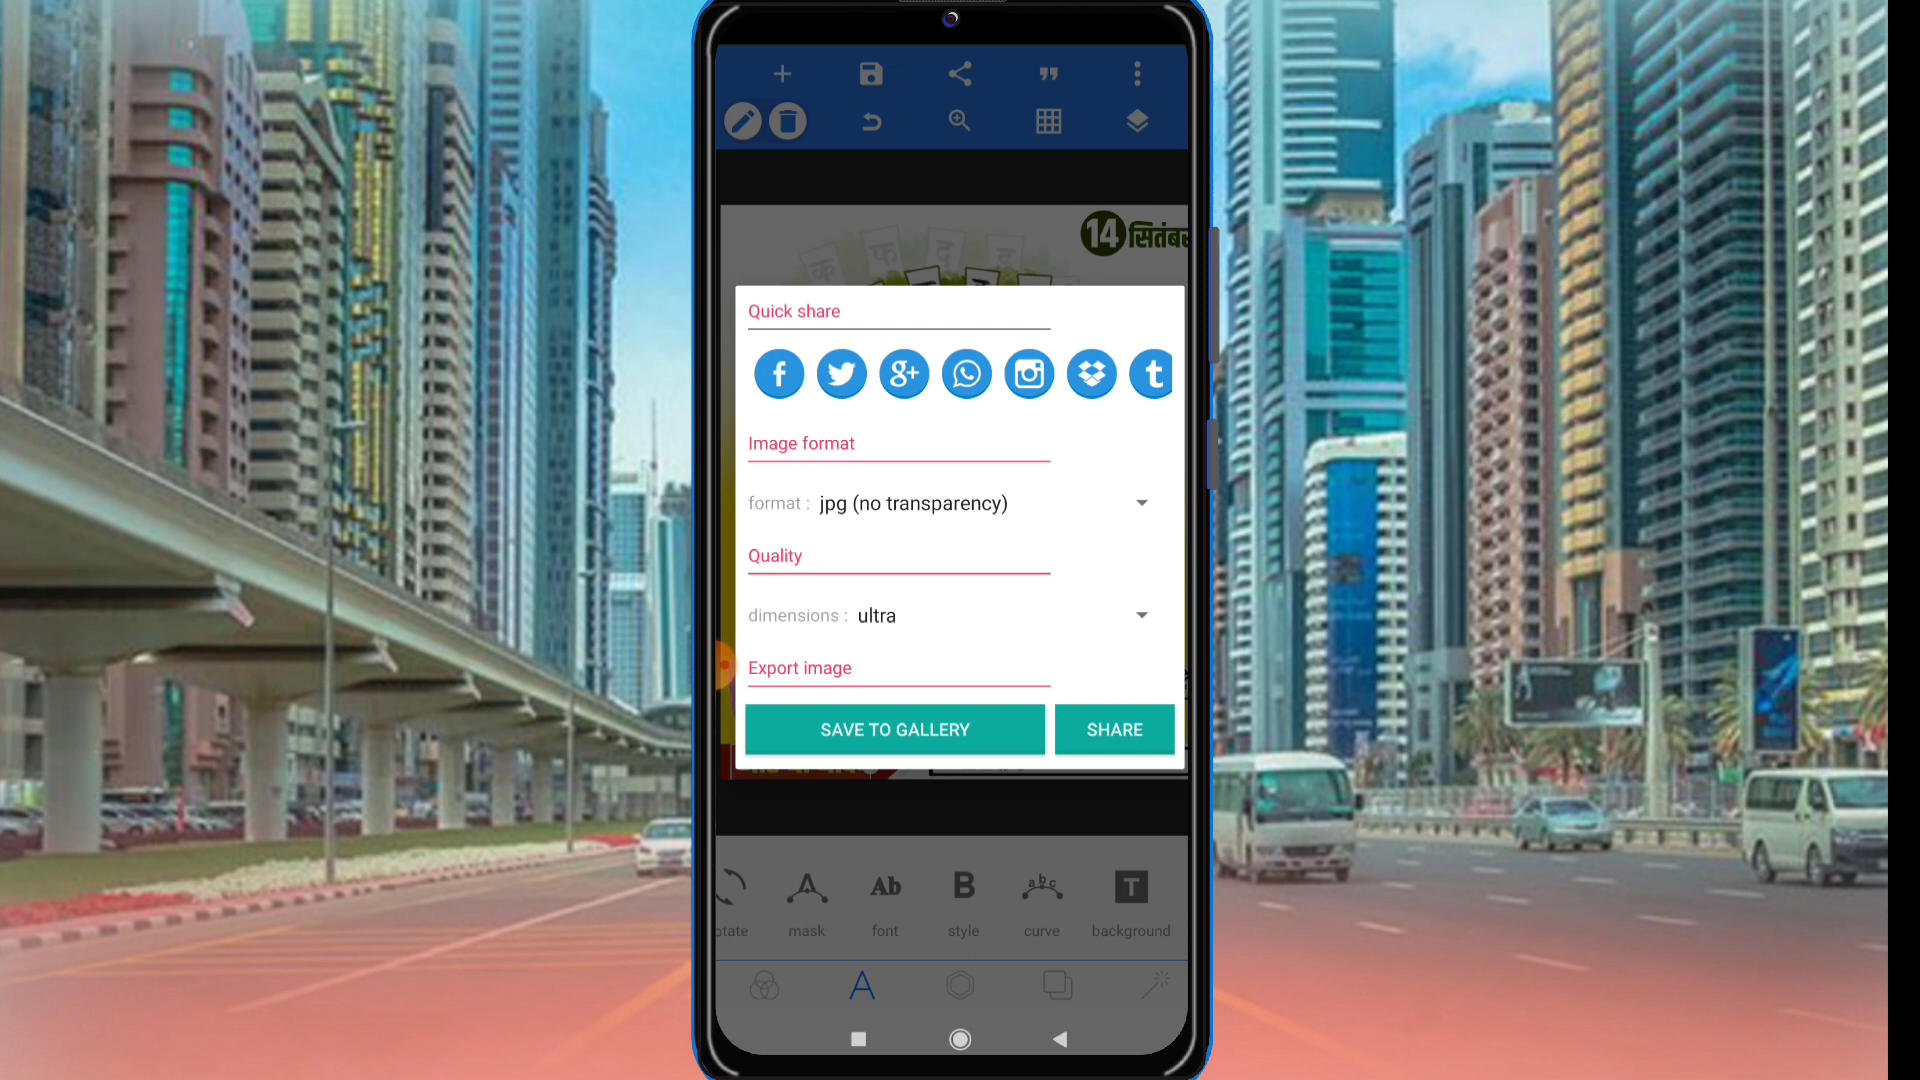 14 सितंबर
क फ द ड
Quick share
f g+ t
Image format
format : jpg (no transparency)
Quality
dimensions : ultra
Export image
SAVE TO GALLERY SHARE
A Ab B abc T
otate mask font style curve background
A